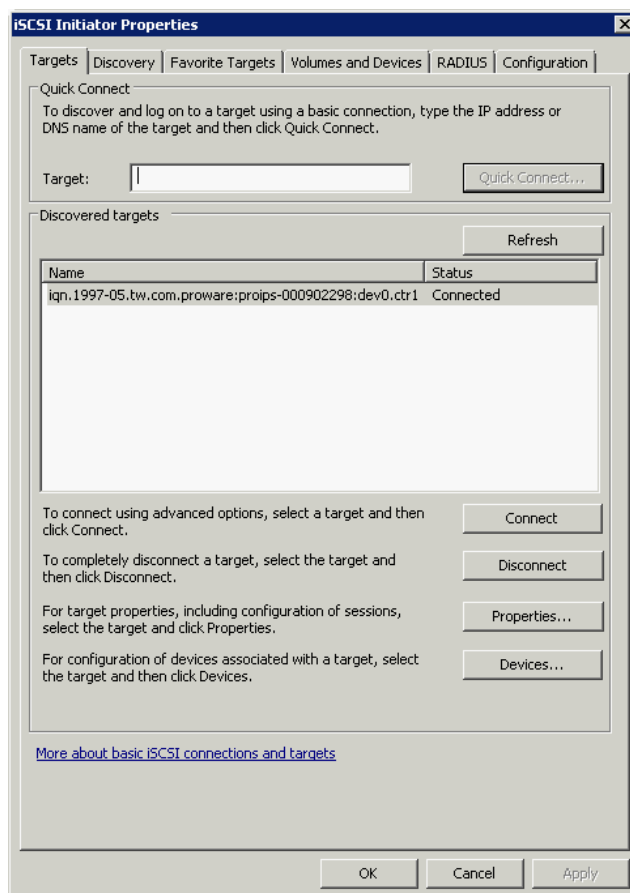 iSCSI Initiator Properties
Targets
Discovery
Favorite Targets
Volumes and Devices
RADIUS
Configuration
Quick Connect
To discover and log on to a target using a basic connection, type the IP address or
DNS name of the target and then click Quick Connect.
Target:
Quick Connect...
Discovered targets
Refresh
Name
Status
iqn.1997-05.tw.com.proware:proips-000902298:dev0.ctr1
Connected
To connect using advanced options, select a target and then
click Connect.
Connect
To completely disconnect a target, select the target and
then click Disconnect.
Disconnect
For target properties, including configuration of sessions,
select the target and click Properties.
Properties...
For configuration of devices associated with a target, select
the target and then click Devices.
Devices...
More about basic iSCSI connections and targets
OK
Cancel
Apply